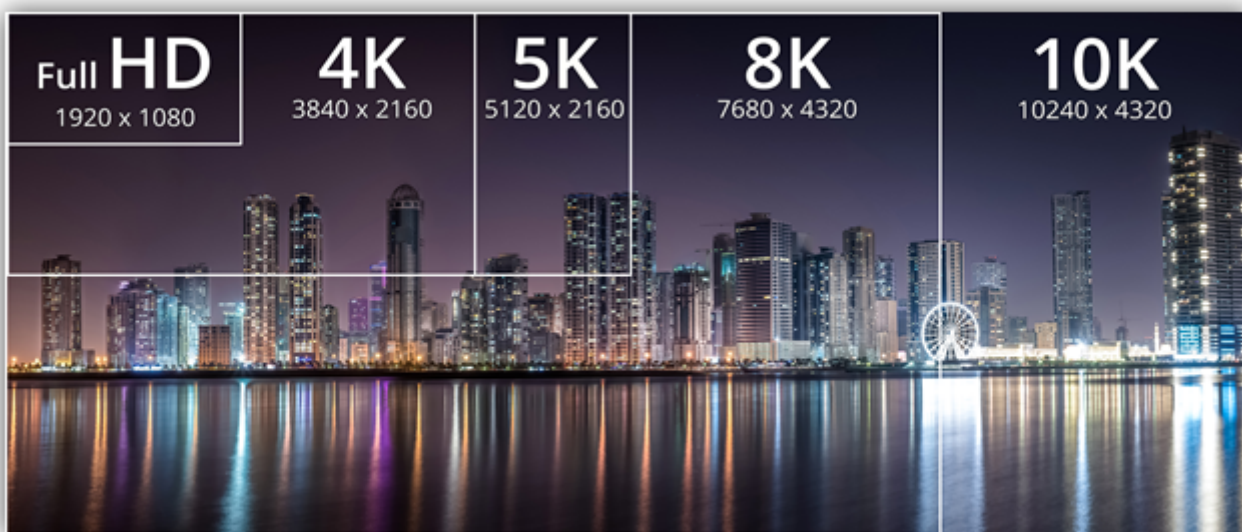 Full HD
1920 x 1080
4K
3840 x 2160
5K
5120 x 2160
8K
7680 x 4320
10K
10240 x 4320